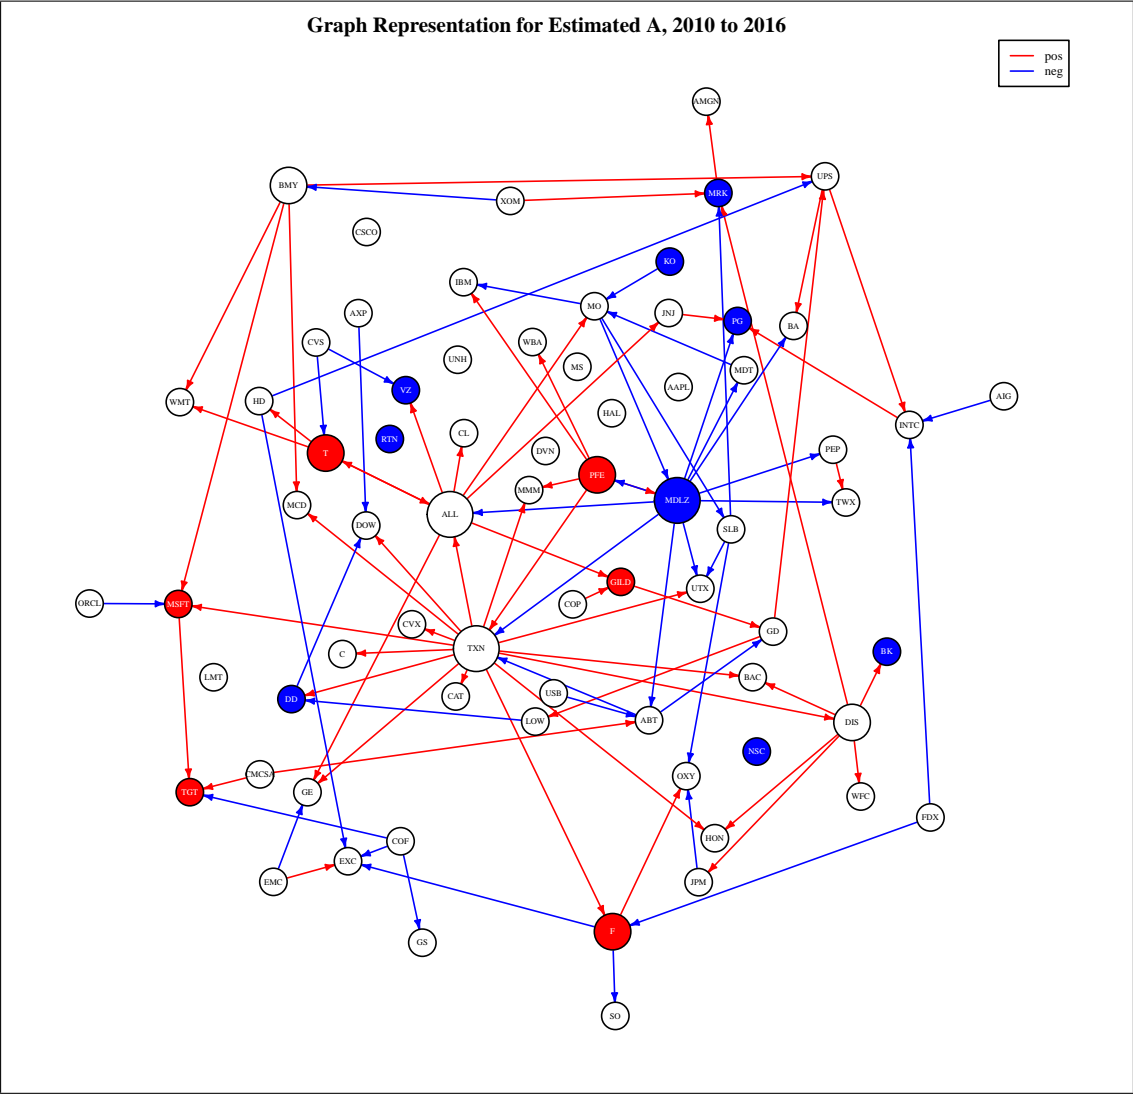 Graph Representation for Estimated A, 2010 to 2016
pos
neg
AMGN
BMY
UPS
MRK
XOM
CSCO
KO
IBM
MO
JNJ
AXP
PG
BA
CVS
WBA
UNH
MS
MDT
AAPL
VZ
WMT
HD
AIG
HAL
INTC
CL
RTN
T
DVN
PEP
PFE
MMM
MDLZ
TWX
MCD
ALL
DOW
SLB
GILD
UTX
ORCL
MSFT
COP
CVX
GD
TXN
C
BK
LMT
BAC
CAT
USB
DD
LOW
ABT
DIS
NSC
CMCSA
OXY
TGT
GE
WFC
FDX
HON
COF
EXC
EMC
JPM
F
GS
SO